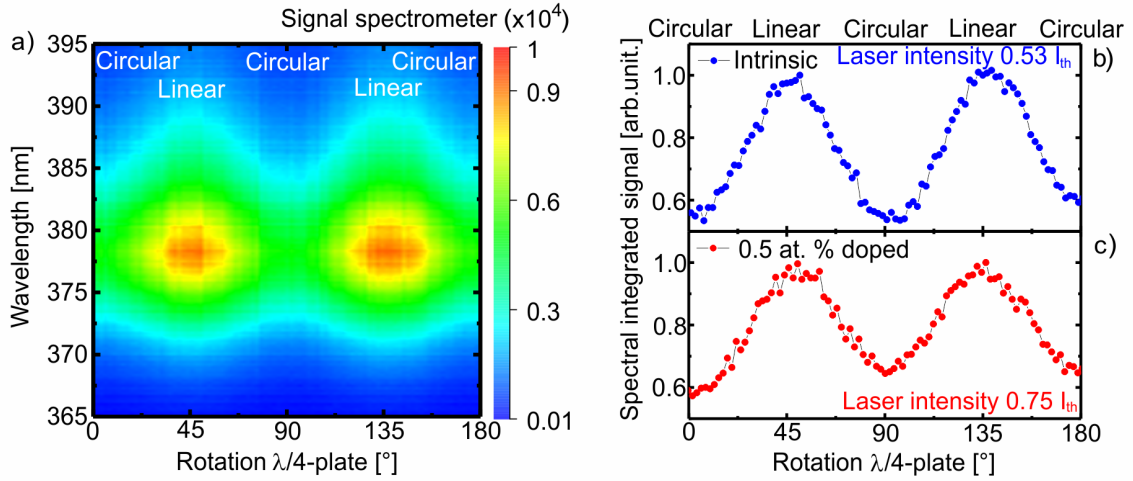 Signal spectrometer (x10⁴)
a)
395
390
385
380
375
370
365
Wavelength [nm]
Circular
Circular
Circular
Linear
Linear
1
0.9
0.6
0.3
0.01
0
45
90
135
180
Rotation λ/4-plate [°]
Circular
Linear
Circular
Linear
Circular
Intrinsic
Laser intensity 0.53 Ith
b)
1.0
0.8
0.6
Spectral integrated signal [arb.unit.]
0.5 at. % doped
c)
1.0
0.8
0.6
Laser intensity 0.75 Ith
0
45
90
135
180
Rotation λ/4-plate [°]